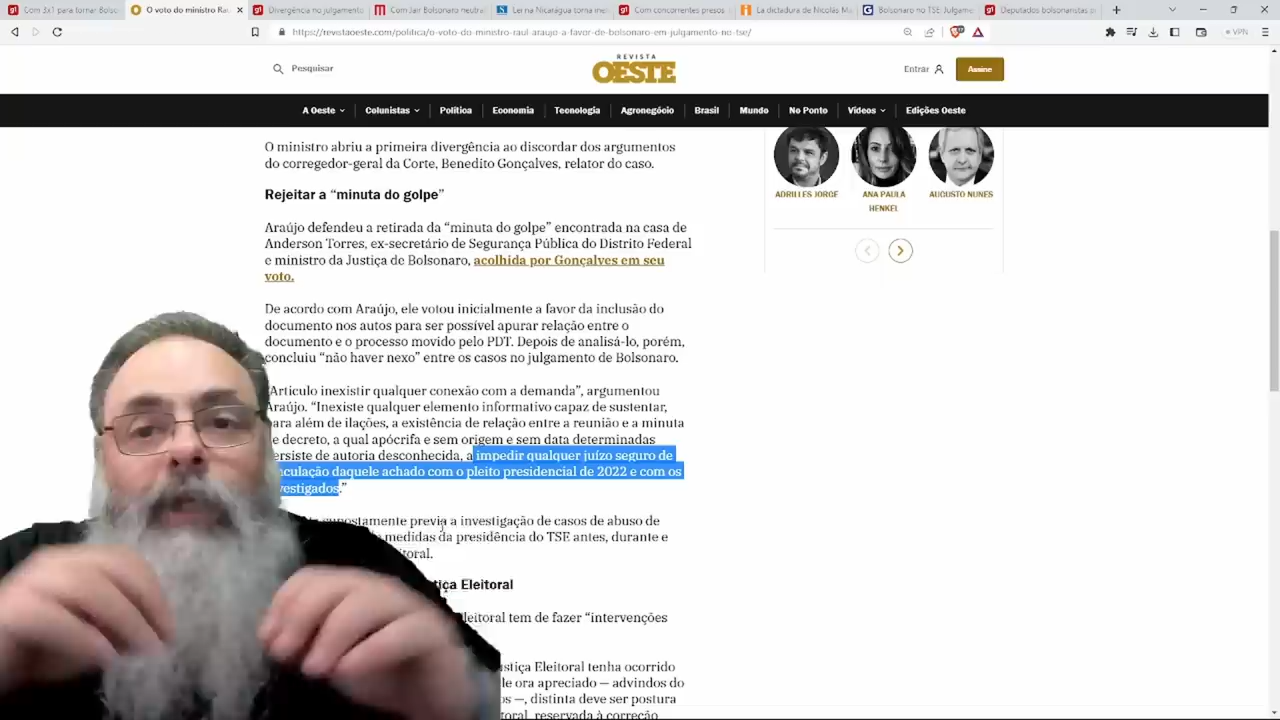 Com 3x1 para tornar Bolso
O voto do ministro Rau
Divergência no julgamento
Com Jair Bolsonaro neutral
Lei na Nicarágua torna inel
Com concorrentes presos
La dictadura de Nicolás Ma
Bolsonaro no TSE: Julgame
Deputados bolsonaristas p
https://revistaoeste.com/politica/o-voto-do-ministro-raul-araujo-a-favor-de-bolsonaro-em-julgamento-no-tse/
VPN
Pesquisar
REVISTA
OESTE
Entrar
Assine
A Oeste
Colunistas
Política
Economia
Tecnologia
Agronegócio
Brasil
Mundo
No Ponto
Vídeos
Edições Oeste
O ministro abriu a primeira divergência ao discordar dos argumentos
do corregedor-geral da Corte, Benedito Gonçalves, relator do caso.
Rejeitar a “minuta do golpe”
Araújo defendeu a retirada da “minuta do golpe” encontrada na casa de
Anderson Torres, ex-secretário de Segurança Pública do Distrito Federal
e ministro da Justiça de Bolsonaro, acolhida por Gonçalves em seu
voto.
De acordo com Araújo, ele votou inicialmente a favor da inclusão do
documento nos autos para ser possível apurar relação entre o
documento e o processo movido pelo PDT. Depois de analisá-lo, porém,
concluiu “não haver nexo” entre os casos no julgamento de Bolsonaro.
“Articulo inexistir qualquer conexão com a demanda”, argumentou
Araújo. “Inexiste qualquer elemento informativo capaz de sustentar,
para além de ilações, a existência de relação entre a reunião e a minuta
de decreto, a qual apócrifa e sem origem e sem data determinadas
persiste de autoria desconhecida, a impedir qualquer juízo seguro de
vinculação daquele achado com o pleito presidencial de 2022 e com os
investigados.”
supostamente previa a investigação de casos de abuso de
medidas da presidência do TSE antes, durante e
eitoral.
tiça Eleitoral
leitoral tem de fazer “intervenções
ustiça Eleitoral tenha ocorrido
le ora apreciado — advindos do
os —, distinta deve ser postura
toral, reservada à correção
ADRILLES JORGE
ANA PAULA
HENKEL
AUGUSTO NUNES